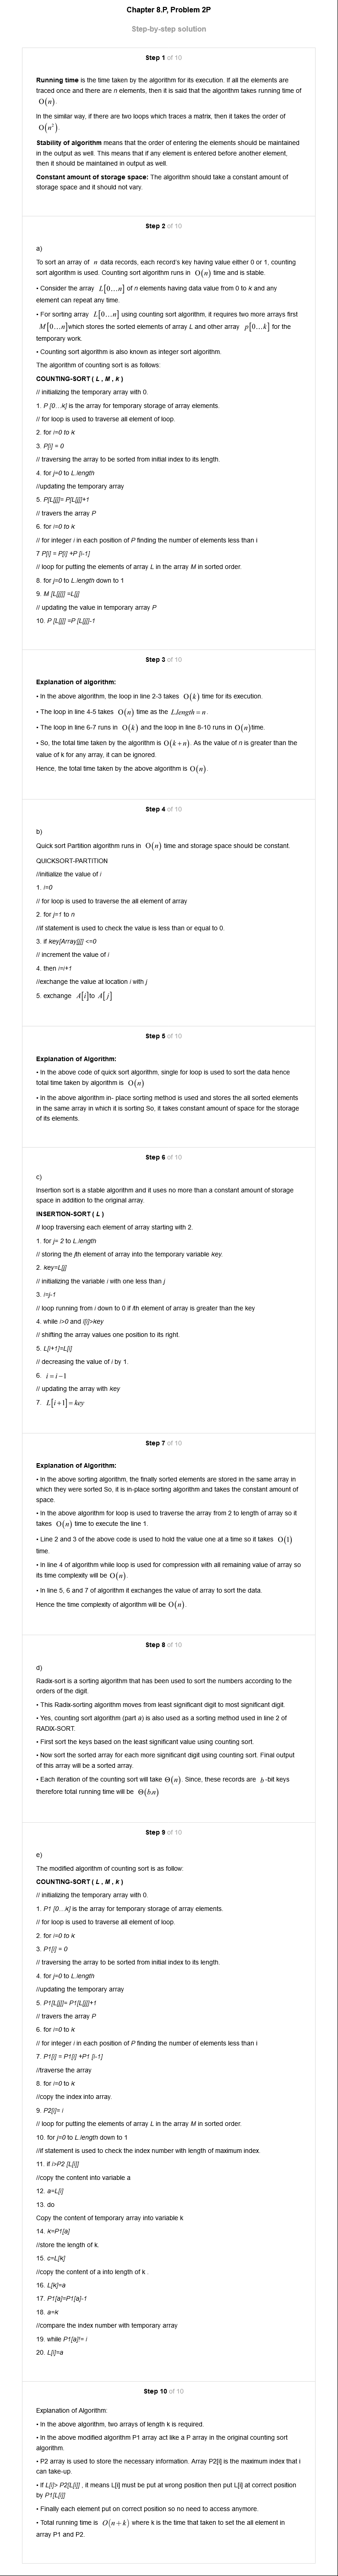 Chapter 8.P, Problem 2P
Step-by-step solution
Step 1 of 10
Running time is the time taken by the algorithm for its execution. If all the elements are
traced once and there are n elements, then it is said that the algorithm takes running time of
O(n).
In the similar way, if there are two loops which traces a matrix, then it takes the order of
O(n²).
Stability of algorithm means that the order of entering the elements should be maintained
in the output as well. This means that if any element is entered before another element,
then it should be maintained in output as well.
Constant amount of storage space: The algorithm should take a constant amount of
storage space and it should not vary.
Step 2 of 10
a)
To sort an array of n data records, each record's key having value either 0 or 1, counting
sort algorithm is used. Counting sort algorithm runs in O(n) time and is stable.
• Consider the array L[0...n] of n elements having data value from 0 to k and any
element can repeat any time.
• For sorting array L[0...n] using counting sort algorithm, it requires two more arrays first
M[0...n]which stores the sorted elements of array L and other array p[0...k] for the
temporary work.
• Counting sort algorithm is also known as integer sort algorithm.
The algorithm of counting sort is as follows:
COUNTING-SORT ( L , M , k )
// initializing the temporary array with 0.
1. P [0...k] is the array for temporary storage of array elements.
// for loop is used to traverse all element of loop.
2. for i=0 to k
3. P[i] = 0
// traversing the array to be sorted from initial index to its length.
4. for j=0 to L.length
//updating the temporary array
5. P[L[j]]= P[L[j]]+1
// travers the array P
6. for i=0 to k
// for integer i in each position of P finding the number of elements less than i
7 P[i] = P[i] +P [i-1]
// loop for putting the elements of array L in the array M in sorted order.
8. for j=0 to L.length down to 1
9. M [L[j]]] =L[j]
// updating the value in temporary array P
10. P [L[j]] =P [L[j]]-1
Step 3 of 10
Explanation of algorithm:
• In the above algorithm, the loop in line 2-3 takes O(k) time for its execution.
• The loop in line 4-5 takes O(n) time as the L.length = n.
• The loop in line 6-7 runs in O(k) and the loop in line 8-10 runs in O(n)time.
• So, the total time taken by the algorithm is O(k+n). As the value of n is greater than the
value of k for any array, it can be ignored.
Hence, the total time taken by the above algorithm is O(n).
Step 4 of 10
b)
Quick sort Partition algorithm runs in O(n) time and storage space should be constant.
QUICKSORT-PARTITION
//initialize the value of i
1. i=0
// for loop is used to traverse the all element of array
2. for j=1 to n
//if statement is used to check the value is less than or equal to 0.
3. if key[Array[j]] <=0
// increment the value of i
4. then i=i+1
//exchange the value at location i with j
5. exchange A[i]to A[j]
Step 5 of 10
Explanation of Algorithm:
• In the above code of quick sort algorithm, single for loop is used to sort the data hence
total time taken by algorithm is O(n)
• In the above algorithm in- place sorting method is used and stores the all sorted elements
in the same array in which it is sorting So, it takes constant amount of space for the storage
of its elements.
Step 6 of 10
c)
Insertion sort is a stable algorithm and it uses no more than a constant amount of storage
space in addition to the original array.
INSERTION-SORT ( L )
// loop traversing each element of array starting with 2.
1. for j= 2 to L.length
// storing the jth element of array into the temporary variable key.
2. key=L[j]
// initializing the variable i with one less than j
3. i=j-1
// loop running from i down to 0 if ith element of array is greater than the key
4. while i>0 and l[i]>key
// shifting the array values one position to its right.
5. L[i+1]=L[i]
// decreasing the value of i by 1.
6. i = i−1
// updating the array with key
7. L[i+1] = key
Step 7 of 10
Explanation of Algorithm:
• In the above sorting algorithm, the finally sorted elements are stored in the same array in
which they were sorted So, it is in-place sorting algorithm and takes the constant amount of
space.
• In the above algorithm for loop is used to traverse the array from 2 to length of array so it
takes O(n) time to execute the line 1.
• Line 2 and 3 of the above code is used to hold the value one at a time so it takes O(1)
time.
• In line 4 of algorithm while loop is used for compression with all remaining value of array so
its time complexity will be O(n).
• In line 5, 6 and 7 of algorithm it exchanges the value of array to sort the data.
Hence the time complexity of algorithm will be O(n).
Step 8 of 10
d)
Radix-sort is a sorting algorithm that has been used to sort the numbers according to the
orders of the digit.
• This Radix-sorting algorithm moves from least significant digit to most significant digit.
• Yes, counting sort algorithm (part a) is also used as a sorting method used in line 2 of
RADIX-SORT.
• First sort the keys based on the least significant value using counting sort.
• Now sort the sorted array for each more significant digit using counting sort. Final output
of this array will be a sorted array.
• Each iteration of the counting sort will take Θ(n). Since, these records are b-bit keys
therefore total running time will be Θ(b.n)
Step 9 of 10
e)
The modified algorithm of counting sort is as follow:
COUNTING-SORT ( L , M , k )
// initializing the temporary array with 0.
1. P1 [0...k] is the array for temporary storage of array elements.
// for loop is used to traverse all element of loop.
2. for i=0 to k
3. P1[i] = 0
// traversing the array to be sorted from initial index to its length.
4. for j=0 to L.length
//updating the temporary array
5. P1[L[j]]= P1[L[j]]+1
// travers the array P
6. for i=0 to k
// for integer i in each position of P finding the number of elements less than i
7. P1[i] = P1[i] +P1 [i-1]
//traverse the array
8. for i=0 to k
//copy the index into array.
9. P2[i]= i
// loop for putting the elements of array L in the array M in sorted order.
10. for j=0 to L.length down to 1
//if statement is used to check the index number with length of maximum index.
11. if i>P2 [L[i]]
//copy the content into variable a
12. a=L[i]
13. do
Copy the content of temporary array into variable k
14. k=P1[a]
//store the length of k.
15. c=L[k]
//copy the content of a into length of k .
16. L[k]=a
17. P1[a]=P1[a]-1
18. a=k
//compare the index number with temporary array
19. while P1[a]!= i
20. L[i]=a
Step 10 of 10
Explanation of Algorithm:
• In the above algorithm, two arrays of length k is required.
• In the above modified algorithm P1 array act like a P array in the original counting sort
algorithm.
• P2 array is used to store the necessary information. Array P2[i] is the maximum index that i
can take-up.
• If L[i]> P2[L[i]] , it means L[i] must be put at wrong position then put L[i] at correct position
by P1[L[i]]
• Finally each element put on correct position so no need to access anymore.
• Total running time is O(n+k) where k is the time that taken to set the all element in
array P1 and P2.